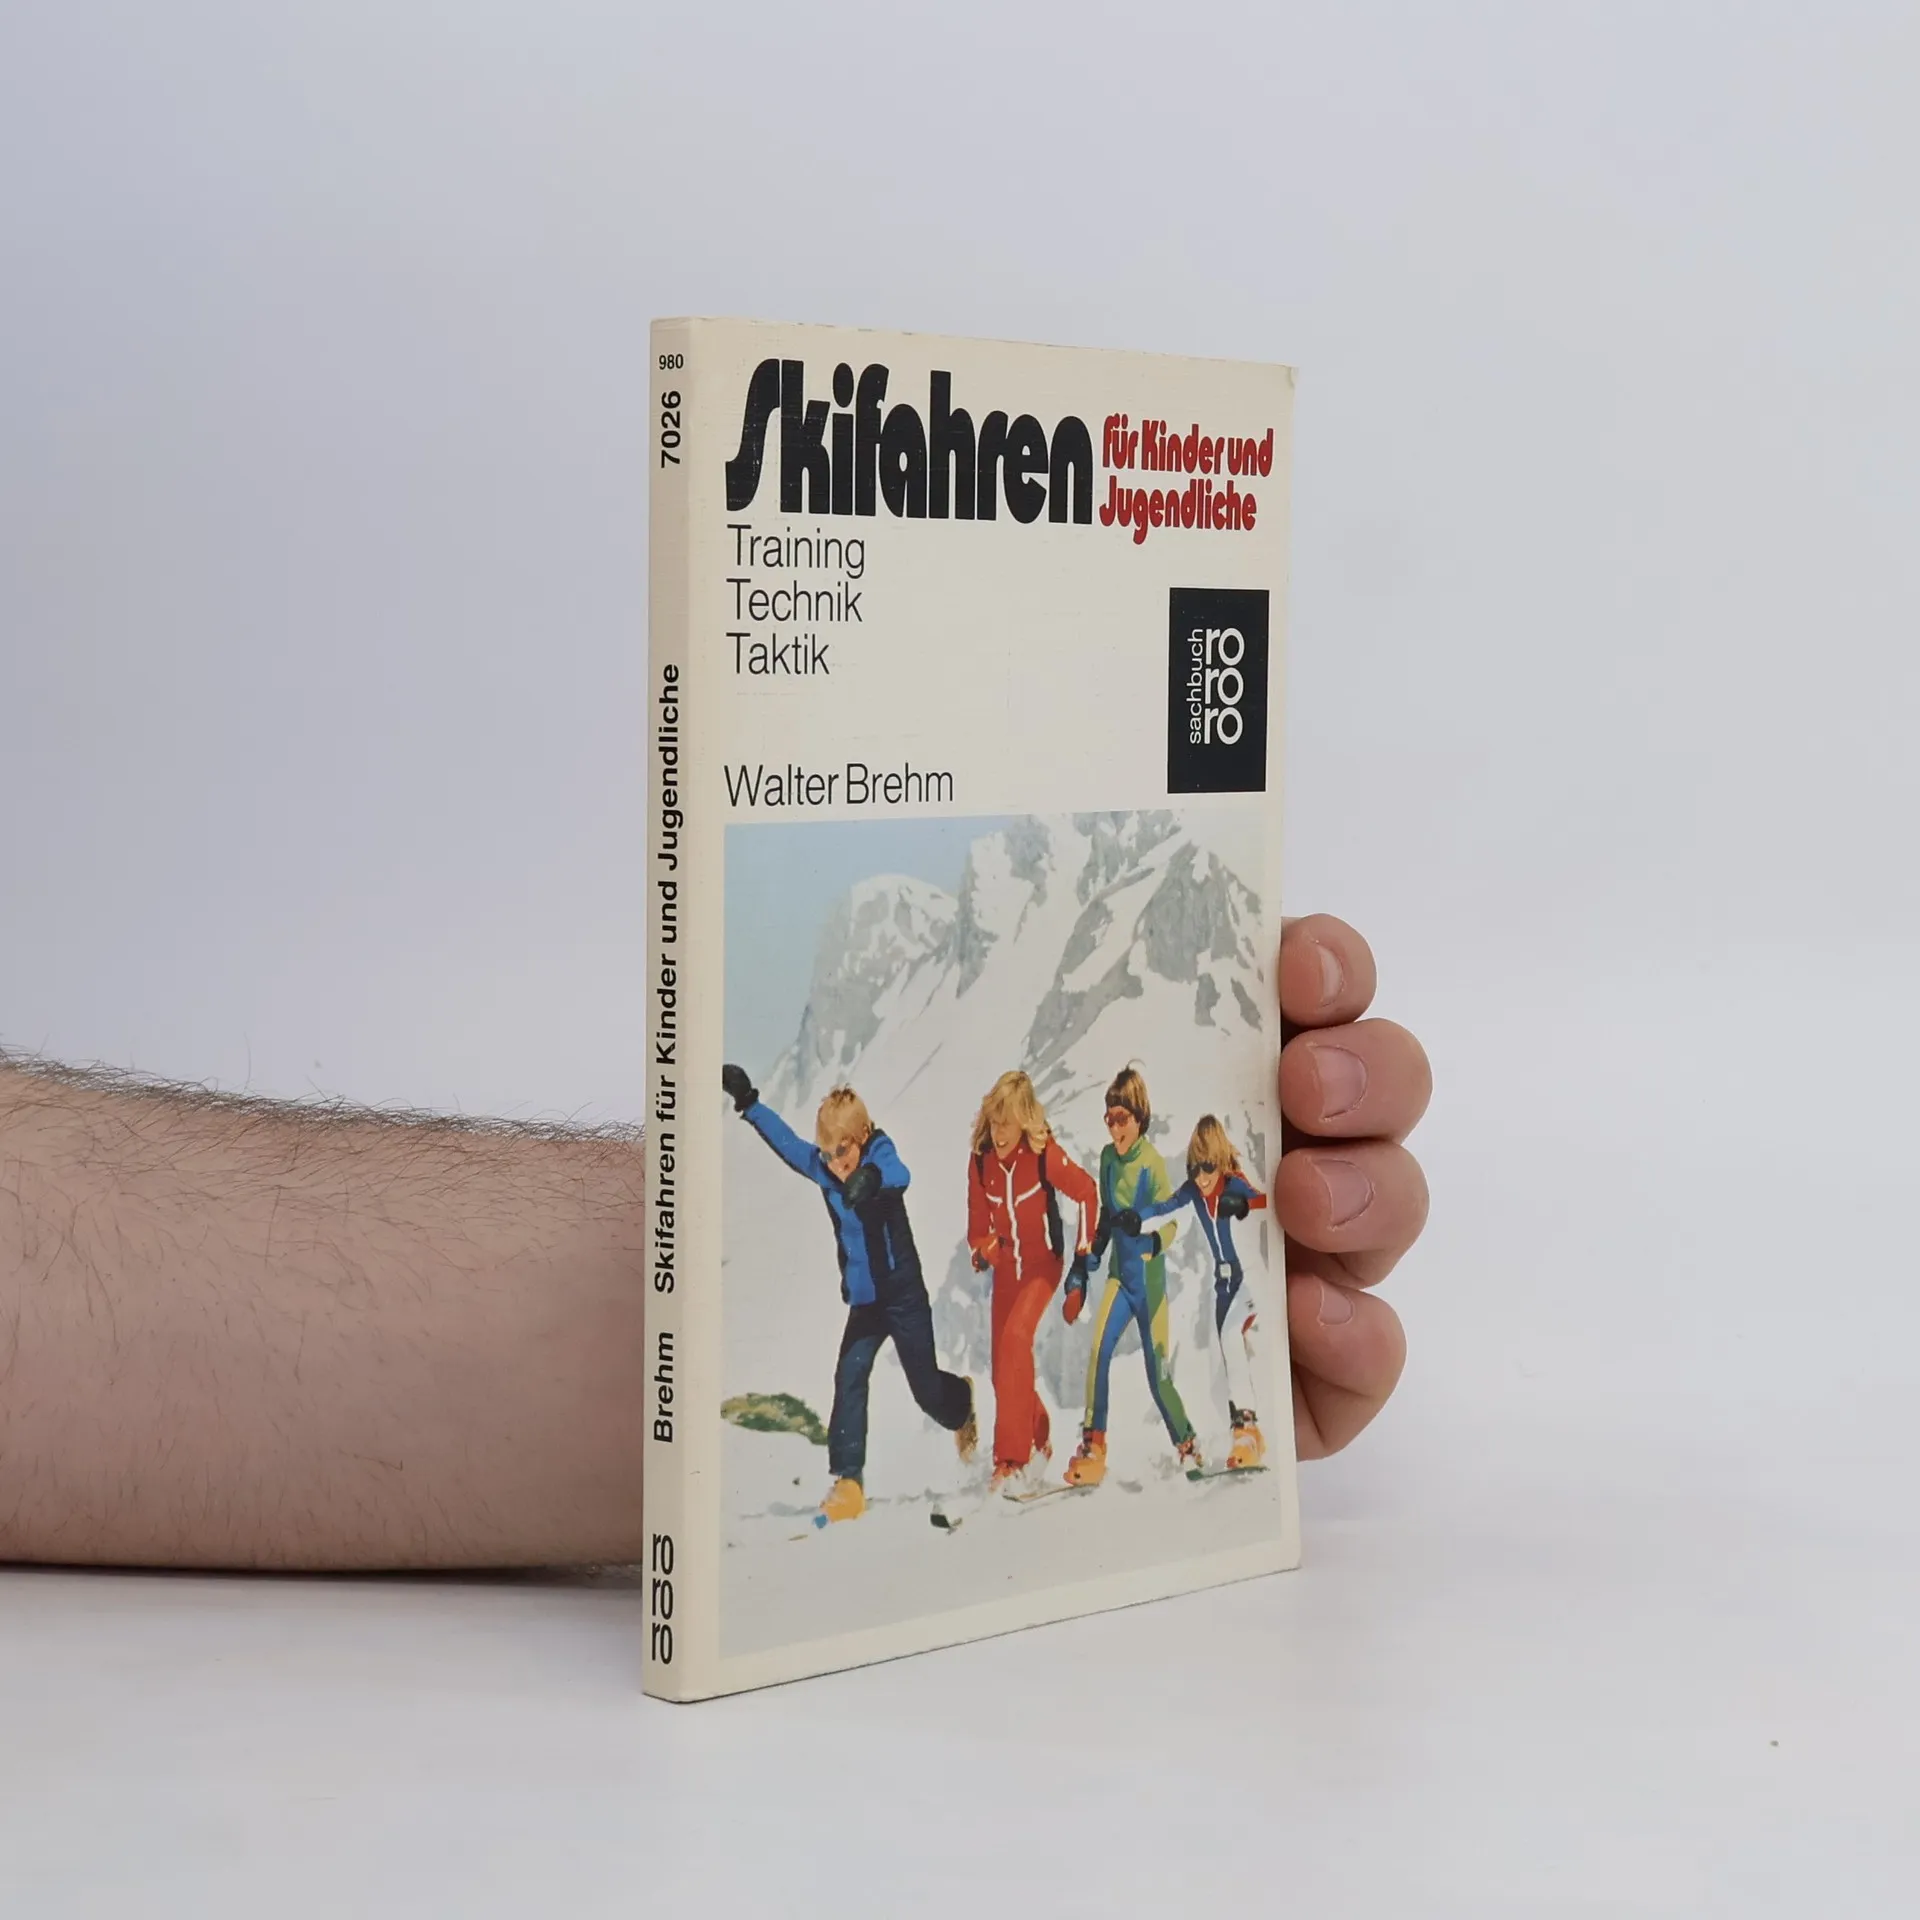 980
7026
Skifahren für Kinder und Jugendliche
Brehm
ro
ro
ro
Skifahren
für Kinder und
Jugendliche
Training
Technik
Taktik
sachbuch
ro
ro
ro
Walter Brehm